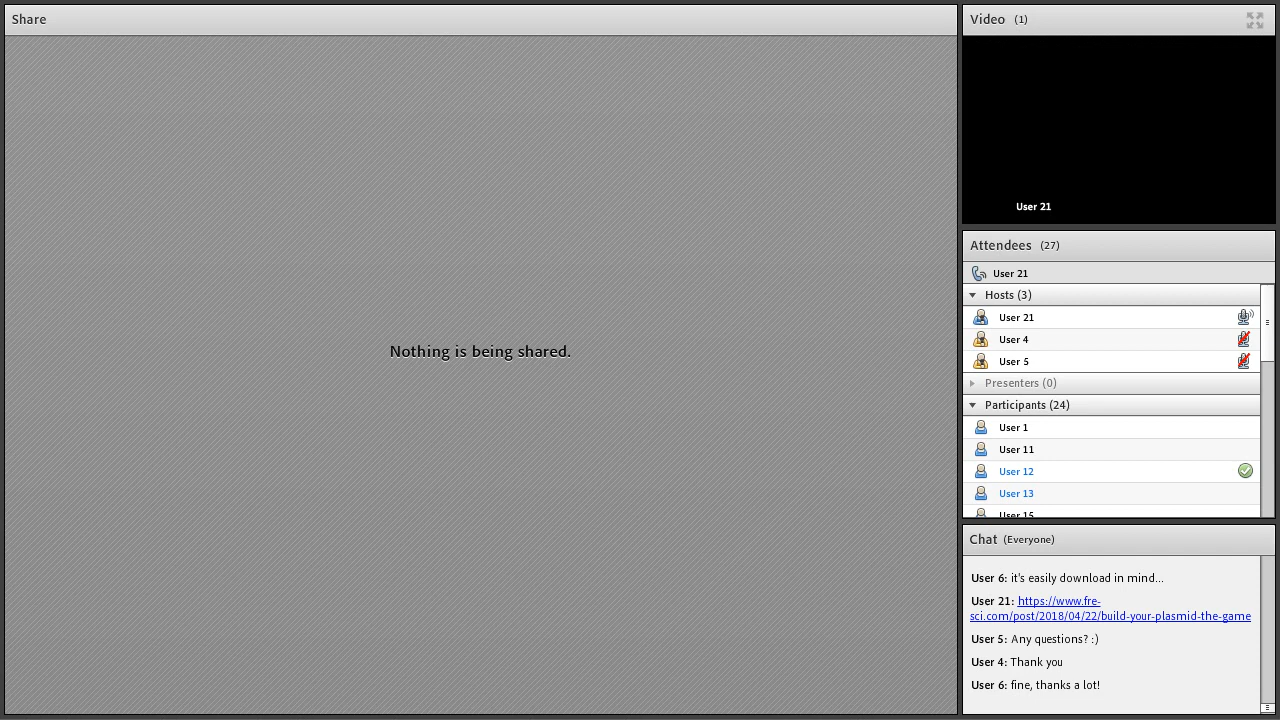 Share
Nothing is being shared.
Video (1)
User 21
Attendees (27)
User 21
Hosts (3)
User 21
User 4
User 5
Presenters (0)
Participants (24)
User 1
User 11
User 12
User 13
User 15
Chat (Everyone)
User 6: it's easily download in mind...
User 21: https://www.fre-
sci.com/post/2018/04/22/build-your-plasmid-the-game
User 5: Any questions? :)
User 4: Thank you
User 6: fine, thanks a lot!